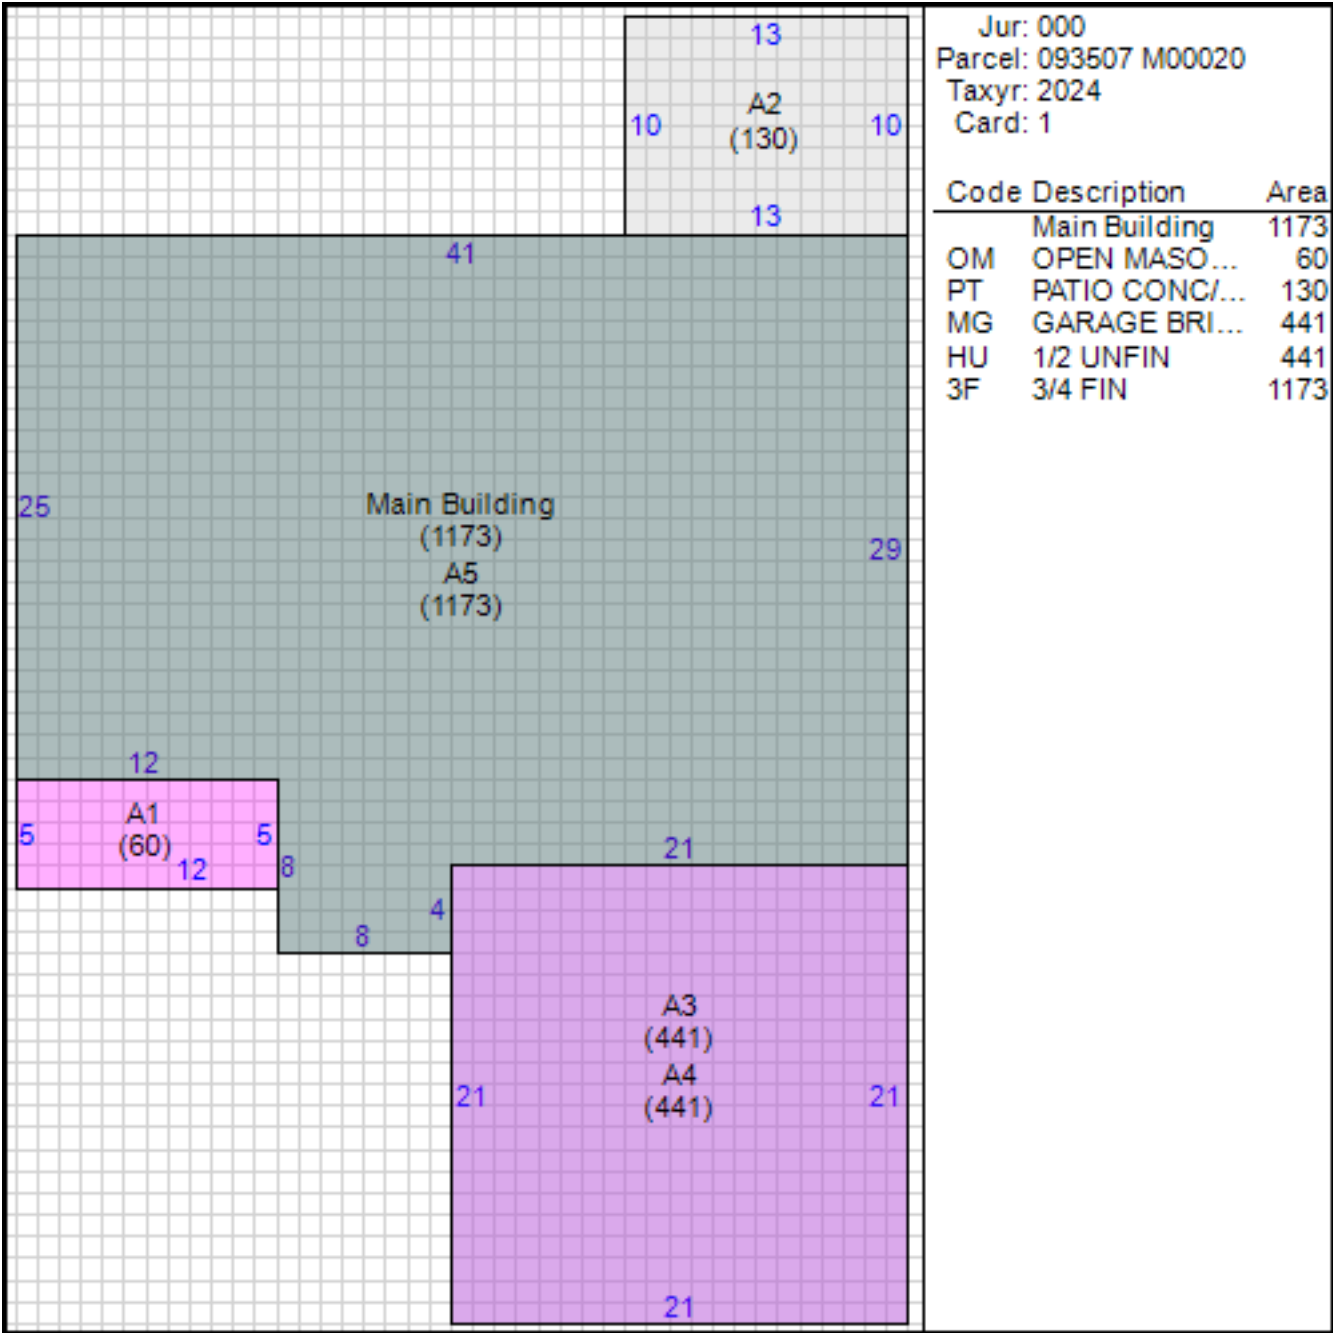 13
A2
10
10
(130)
13
41
25
Main Building
(1173)
29
A5
(1173)
12
A1
5
5
(60)
12
8
21
4
8
A3
(441)
A4
21
21
(441)
21
Jur: 000
Parcel: 093507 M00020
Taxyr: 2024
Card: 1
Code Description Area
Main Building 1173
OM OPEN MASO... 60
PT PATIO CONC/... 130
MG GARAGE BRI... 441
HU 1/2 UNFIN 441
3F 3/4 FIN 1173